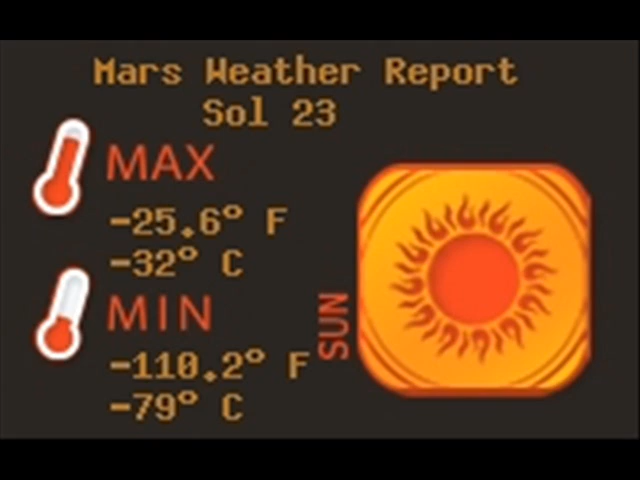 Mars Weather Report
Sol 23
MAX
-25.6° F
-32° C
MIN
-110.2° F
-79° C
SUN